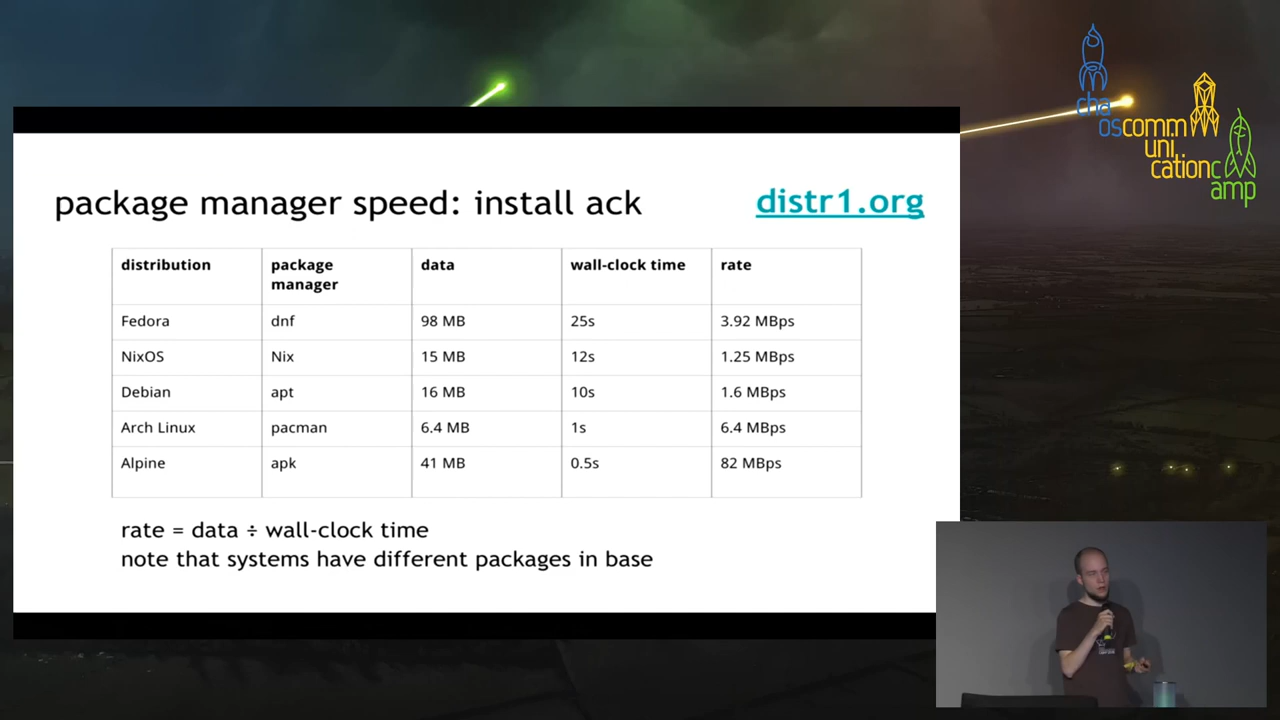 chaoscommunicationcamp
package manager speed: install ack
distr1.org
distribution package manager data wall-clock time rate
Fedora dnf 98 MB 25s 3.92 MBps
NixOS Nix 15 MB 12s 1.25 MBps
Debian apt 16 MB 10s 1.6 MBps
Arch Linux pacman 6.4 MB 1s 6.4 MBps
Alpine apk 41 MB 0.5s 82 MBps
rate = data ÷ wall-clock time
note that systems have different packages in base